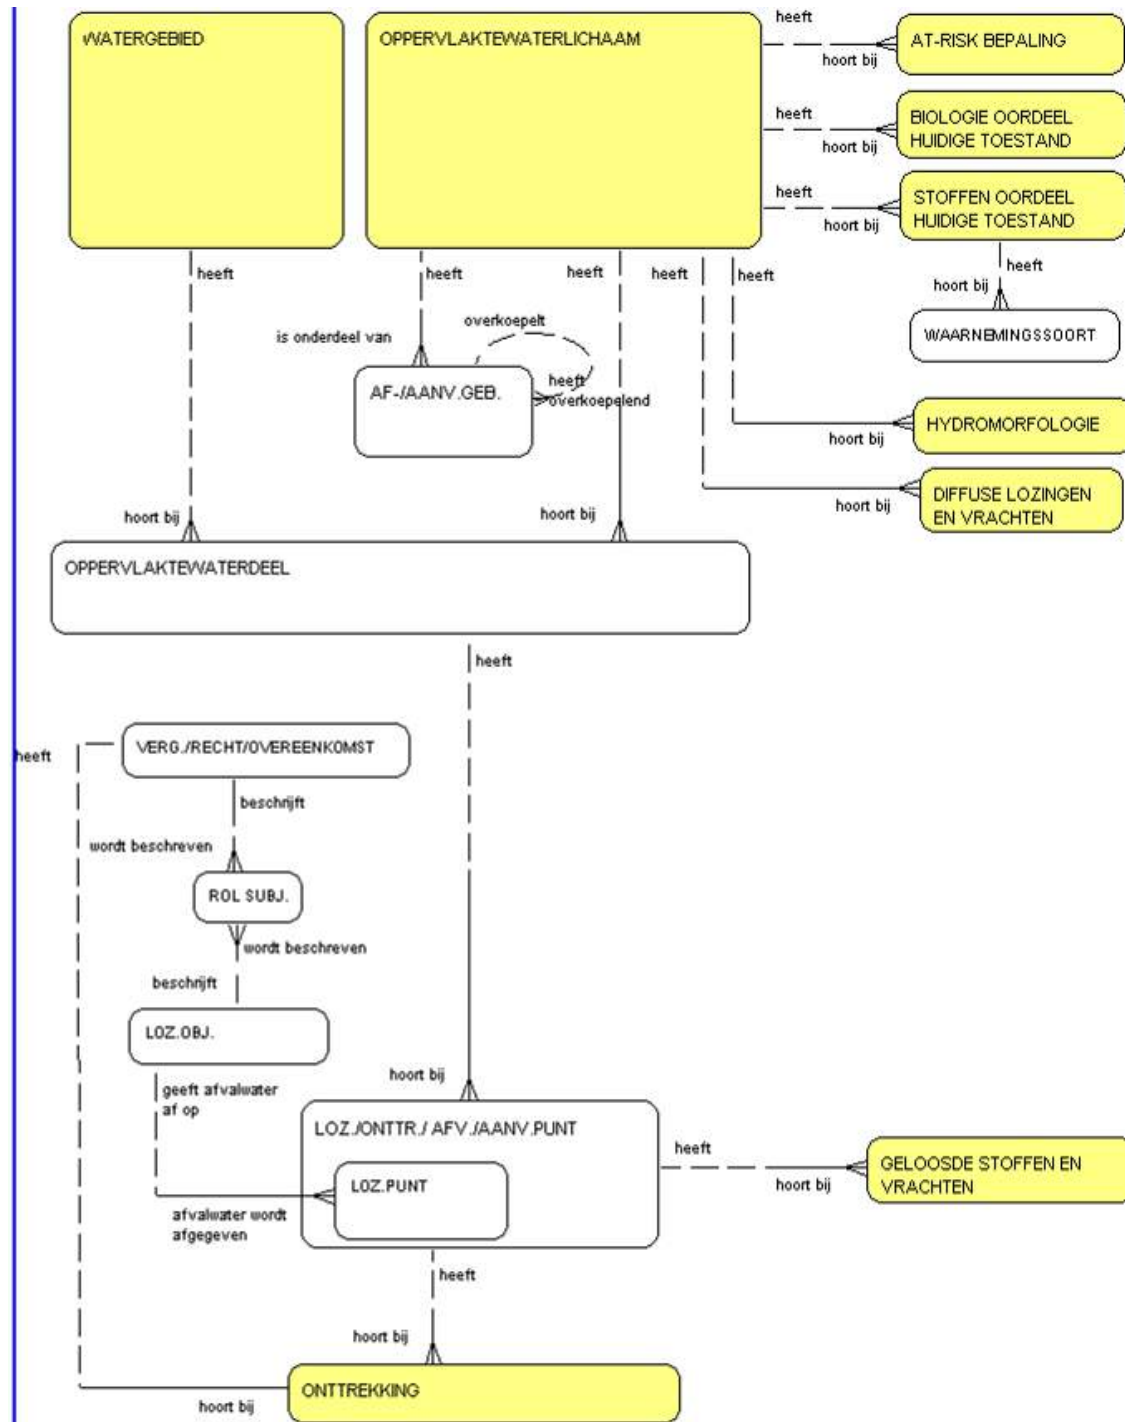 WATERGEBIED
OPPERVLAKTEWATERLICHAAM
heeft
hoort bij
AT-RISK BEPALING
heeft
hoort bij
BIOLOGIE OORDEEL
HUIDIGE TOESTAND
heeft
hoort bij
STOFFEN OORDEEL
HUIDIGE TOESTAND
heeft
heeft
heeft
heeft
heeft
heeft
hoort bij
WAARNEMINGSSOORT
is onderdeel van
overkoepelt
AF-/AANV.GEB.
heeft
overkoepelend
hoort bij
HYDROMORFOLOGIE
hoort bij
DIFFUSE LOZINGEN
EN VRACHTEN
hoort bij
hoort bij
OPPERVLAKTEWATERDEEL
heeft
heeft
VERG./RECHT/OVEREENKOMST
beschrijft
wordt beschreven
ROL SUBJ.
wordt beschreven
beschrijft
LOZ.OBJ.
geeft afvalwater
af op
hoort bij
LOZ./ONTTR./ AFV./AANV.PUNT
LOZ.PUNT
afvalwater wordt
afgegeven
heeft
hoort bij
GELOOSDE STOFFEN EN
VRACHTEN
heeft
hoort bij
ONTTREKKING
hoort bij